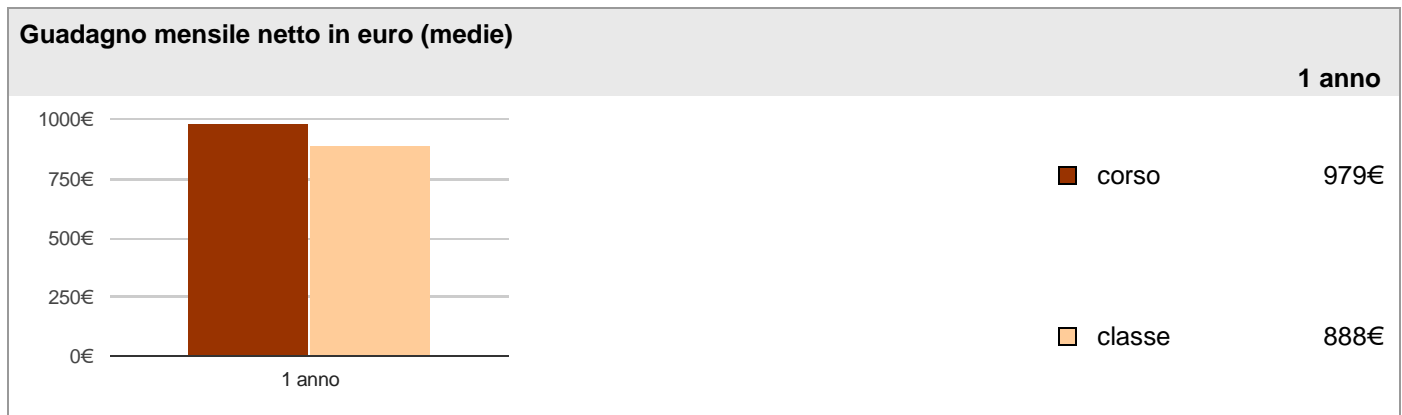 Guadagno mensile netto in euro (medie)
1 anno
1000€
750€
500€
250€
0€
1 anno
corso 979€
classe 888€